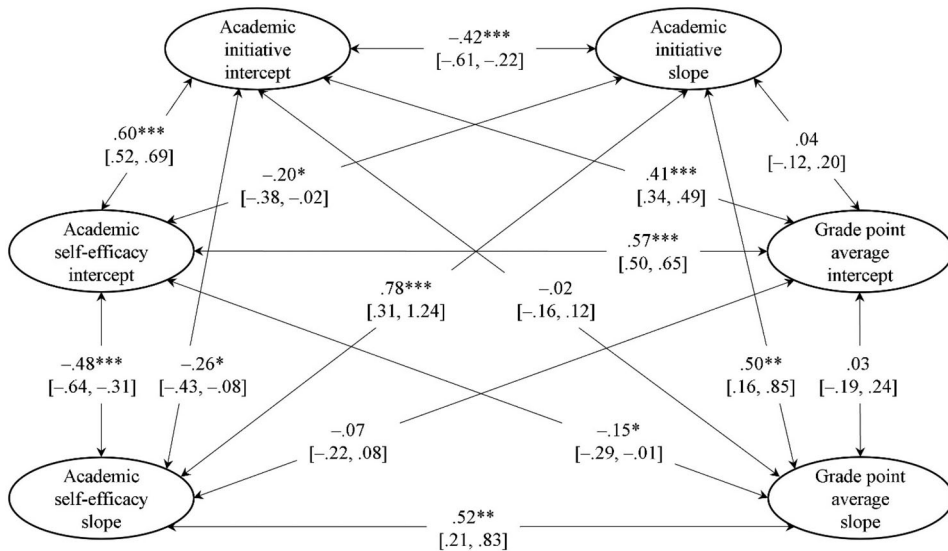 Academic
initiative
intercept
–.42***
[–.61, –.22]
Academic
initiative
slope
.60***
[.52, .69]
–.20*
[–.38, –.02]
.41***
[.34, .49]
.04
[–.12, .20]
Academic
self-efficacy
intercept
.57***
[.50, .65]
Grade point
average
intercept
.78***
[.31, 1.24]
–.02
[–.16, .12]
–.48***
[–.64, –.31]
–.26*
[–.43, –.08]
.50**
[.16, .85]
.03
[–.19, .24]
–.07
[–.22, .08]
–.15*
[–.29, –.01]
Academic
self-efficacy
slope
.52**
[.21, .83]
Grade point
average
slope